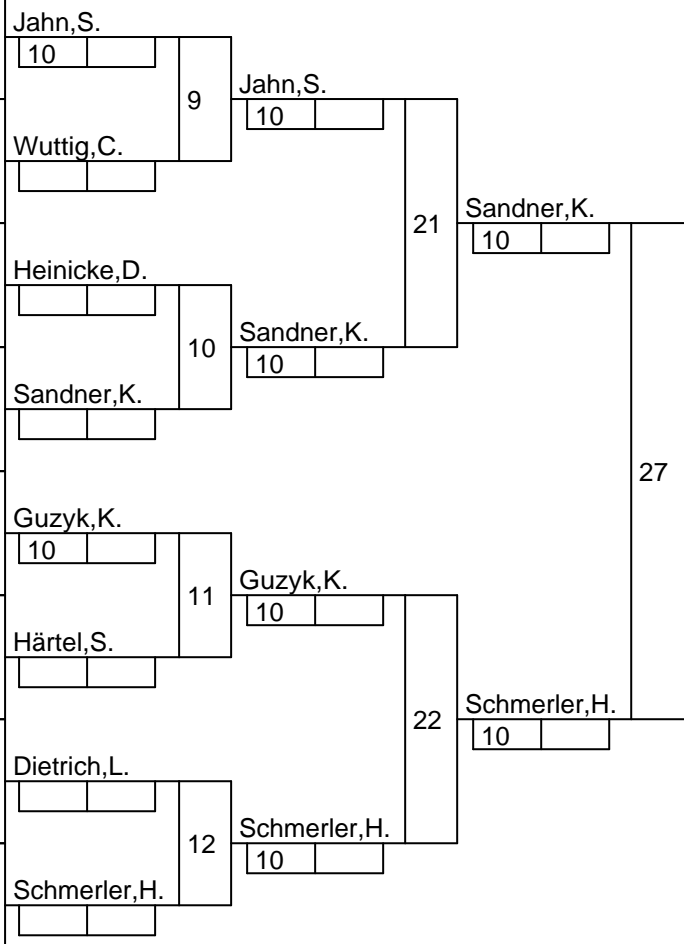 Jahn,S.
10
9
Wuttig,C.
Jahn,S.
10
21
Heinicke,D.
10
Sandner,K.
Sandner,K.
10
Sandner,K.
10
27
Guzyk,K.
10
11
Härtel,S.
Guzyk,K.
10
22
Dietrich,L.
12
Schmerler,H.
Schmerler,H.
10
Schmerler,H.
10